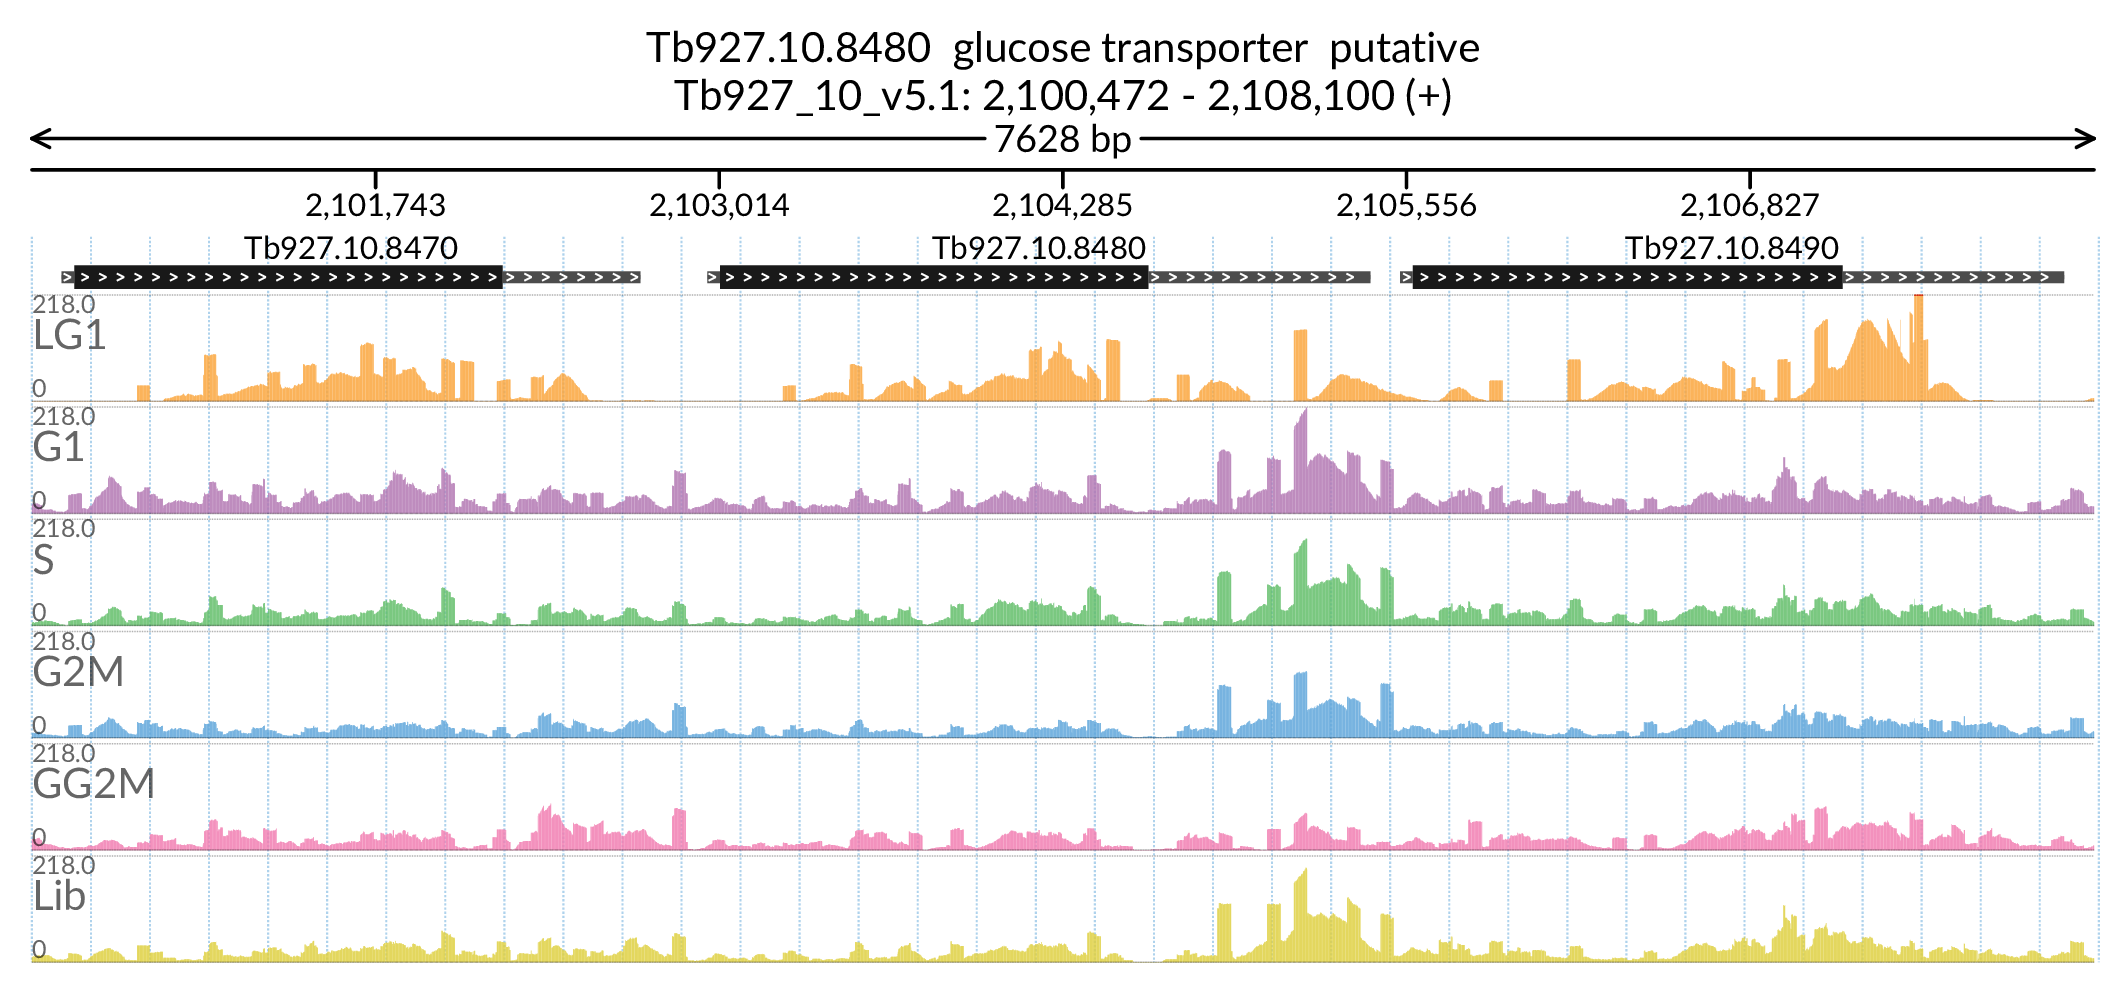 Tb927.10.8480 glucose transporter putative
Tb927_10_v5.1: 2,100,472 - 2,108,100 (+)
7628 bp
2,101,743 2,103,014 2,104,285 2,105,556 2,106,827
Tb927.10.8470 Tb927.10.8480 Tb927.10.8490
218.0
LG1
0
218.0
G1
0
218.0
S
0
218.0
G2M
0
218.0
GG2M
0
218.0
Lib
0